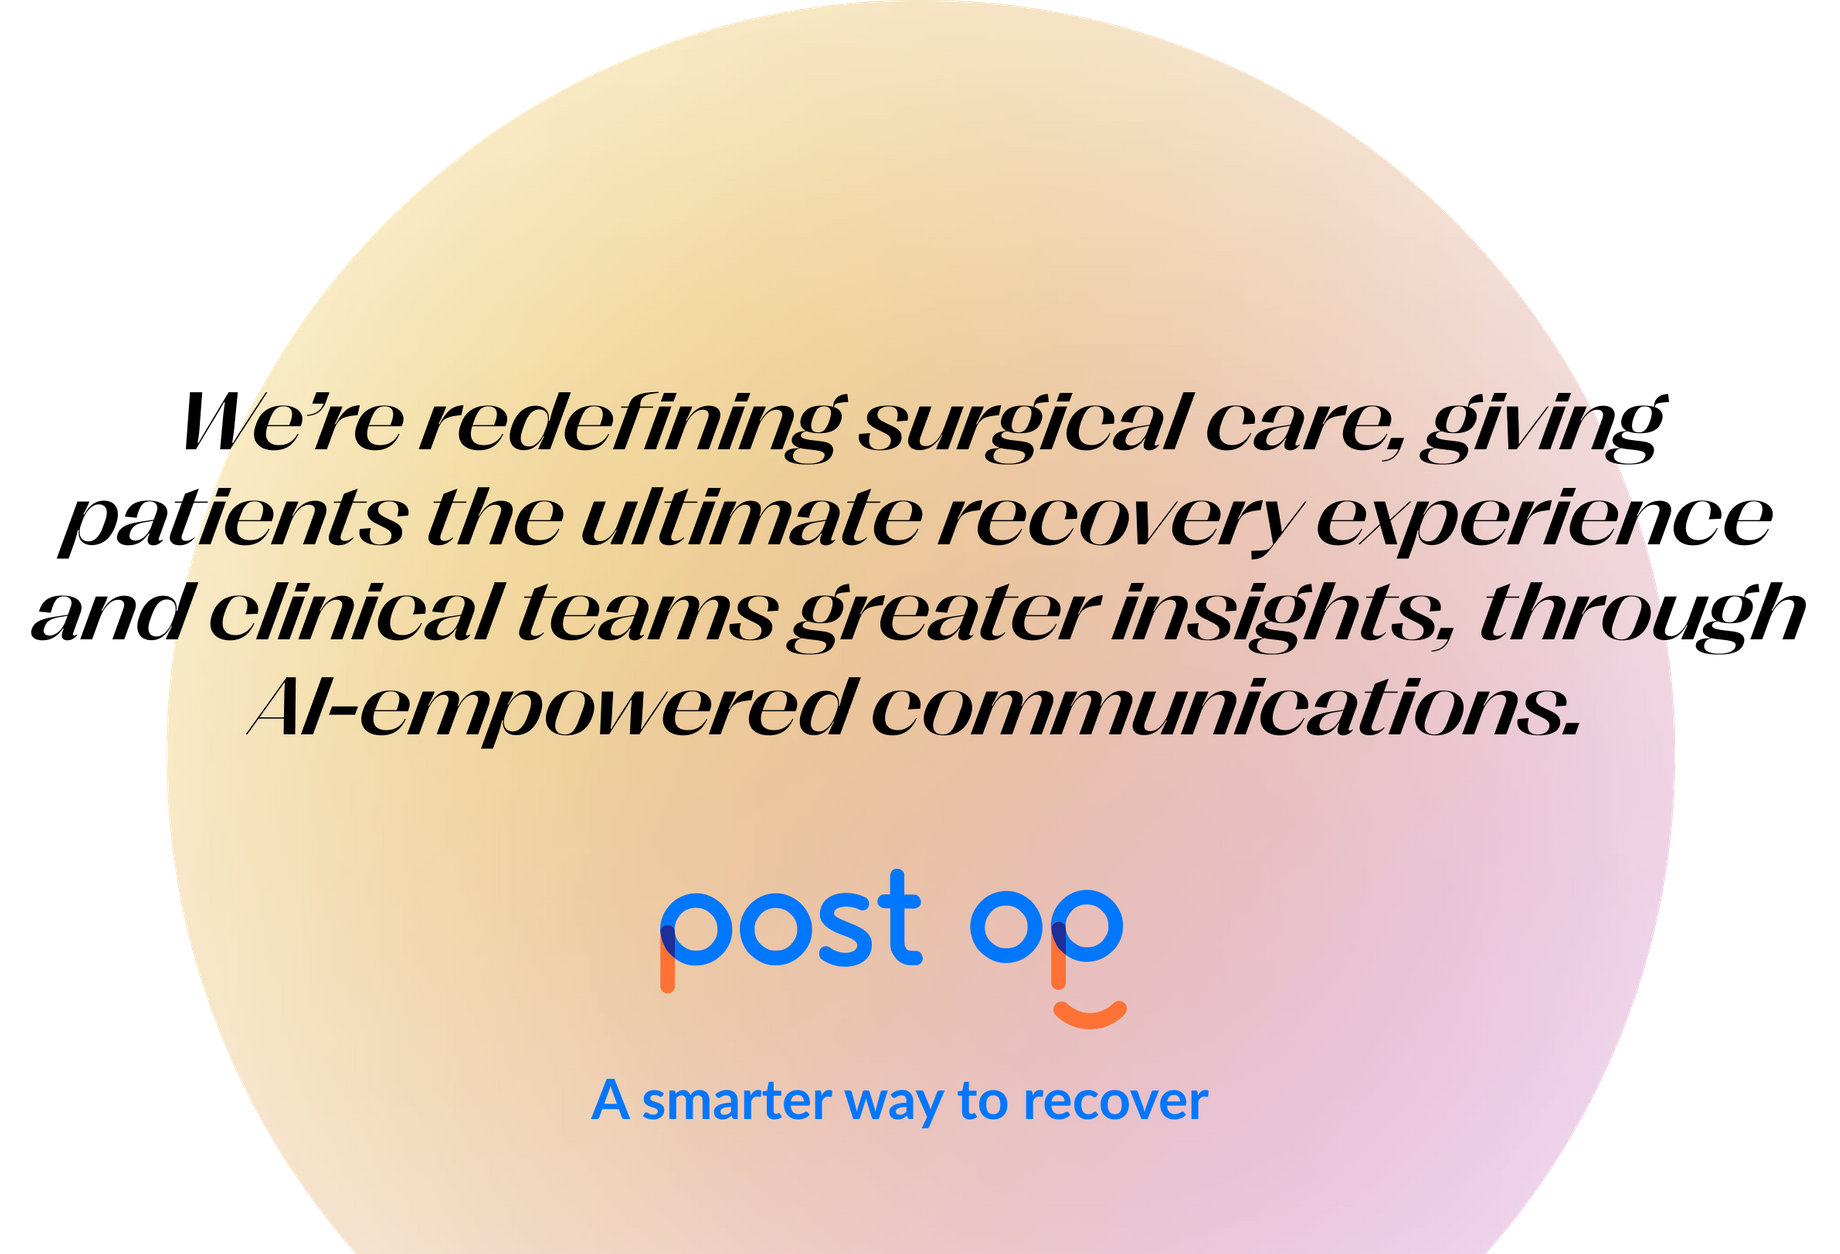 We’re redefining surgical care, giving
patients the ultimate recovery experience
and clinical teams greater insights, through
AI-empowered communications.
post op
A smarter way to recover